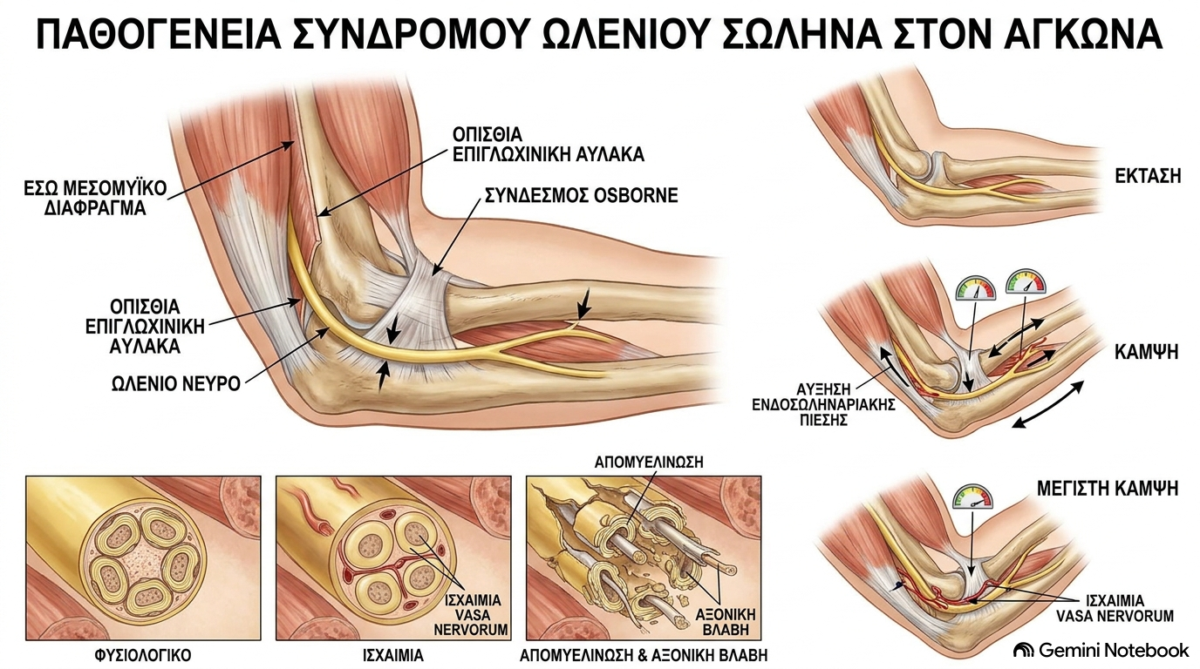 ΠΑΘΟΓΕΝΕΙΑ ΣΥΝΔΡΟΜΟΥ ΩΛΕΝΙΟΥ ΣΩΛΗΝΑ ΣΤΟΝ ΑΓΚΩΝΑ
ΟΠΙΣΘΙΑ
ΕΠΙΓΛΩΧΙΝΙΚΗ ΑΥΛΑΚΑ
ΕΣΩ ΜΕΣΟΜΥΪΚΟ
ΔΙΑΦΡΑΓΜΑ
ΣΥΝΔΕΣΜΟΣ OSBORNE
ΟΠΙΣΘΙΑ
ΕΠΙΓΛΩΧΙΝΙΚΗ
ΑΥΛΑΚΑ
ΩΛΕΝΙΟ ΝΕΥΡΟ
ΕΚΤΑΣΗ
ΚΑΜΨΗ
ΑΥΞΗΣΗ
ΕΝΔΟΣΩΛΗΝΑΡΙΑΚΗΣ
ΠΙΕΣΗΣ
ΜΕΓΙΣΤΗ ΚΑΜΨΗ
ΙΣΧΑΙΜΙΑ
VASA NERVORUM
ΦΥΣΙΟΛΟΓΙΚΟ
ΙΣΧΑΙΜΙΑ
VASA
NERVORUM
ΙΣΧΑΙΜΙΑ
ΑΠΟΜΥΕΛΙΝΩΣΗ
ΑΞΟΝΙΚΗ
ΒΛΑΒΗ
ΑΠΟΜΥΕΛΙΝΩΣΗ & ΑΞΟΝΙΚΗ ΒΛΑΒΗ
Gemini Notebook